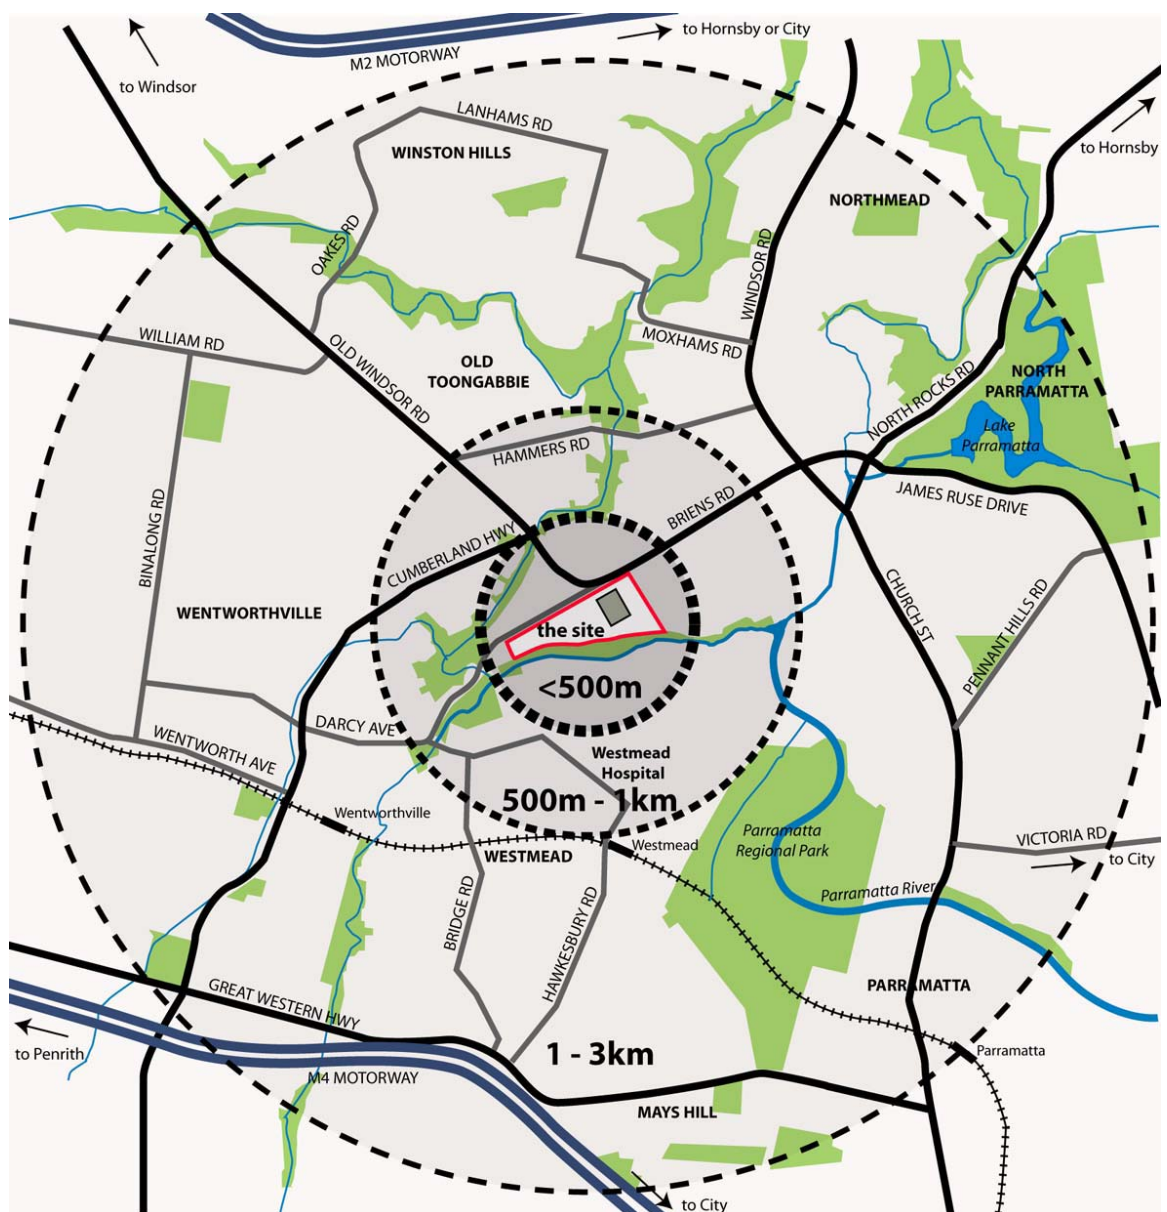 to Hornsby or City
M2 MOTORWAY
to Windsor
LANHAMS RD
WINSTON HILLS
to Hornsby
NORTHMEAD
OAKES RD
WINDSOR RD
WILLIAM RD
OLD WINDSOR RD
MOXHAMS RD
OLD
TOONGABBIE
NORTH
PARRAMATTA
NORTH ROCKS RD
Lake
Parramatta
HAMMERS RD
BRIENS RD
JAMES RUSE DRIVE
BINALONG RD
CUMBERLAND HWY
WENTWORTHVILLE
CHURCH ST
PENNANT HILLS RD
the site
<500m
DARCY AVE
WENTWORTH AVE
Westmead
Hospital
500m - 1km
Wentworthville
WESTMEAD
Westmead
Parramatta
Regional Park
VICTORIA RD
to City
Parramatta River
BRIDGE RD
HAWKESBURY RD
PARRAMATTA
GREAT WESTERN HWY
to Penrith
1 - 3km
Parramatta
M4 MOTORWAY
MAYS HILL
to City